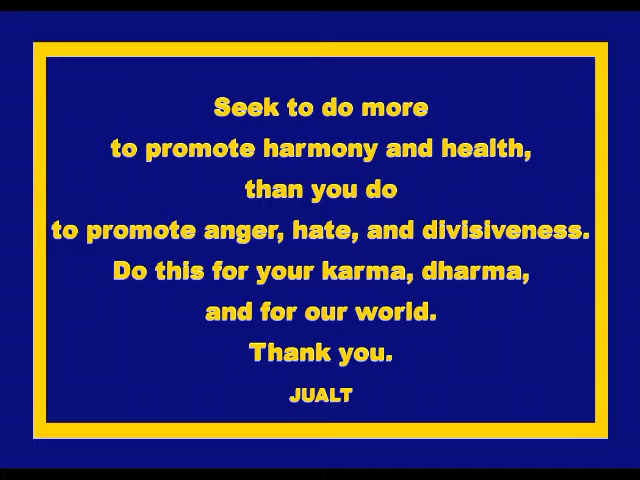 Seek to do more
to promote harmony and health,
than you do
to promote anger, hate, and divisiveness.
Do this for your karma, dharma,
and for our world.
Thank you.
JUALT